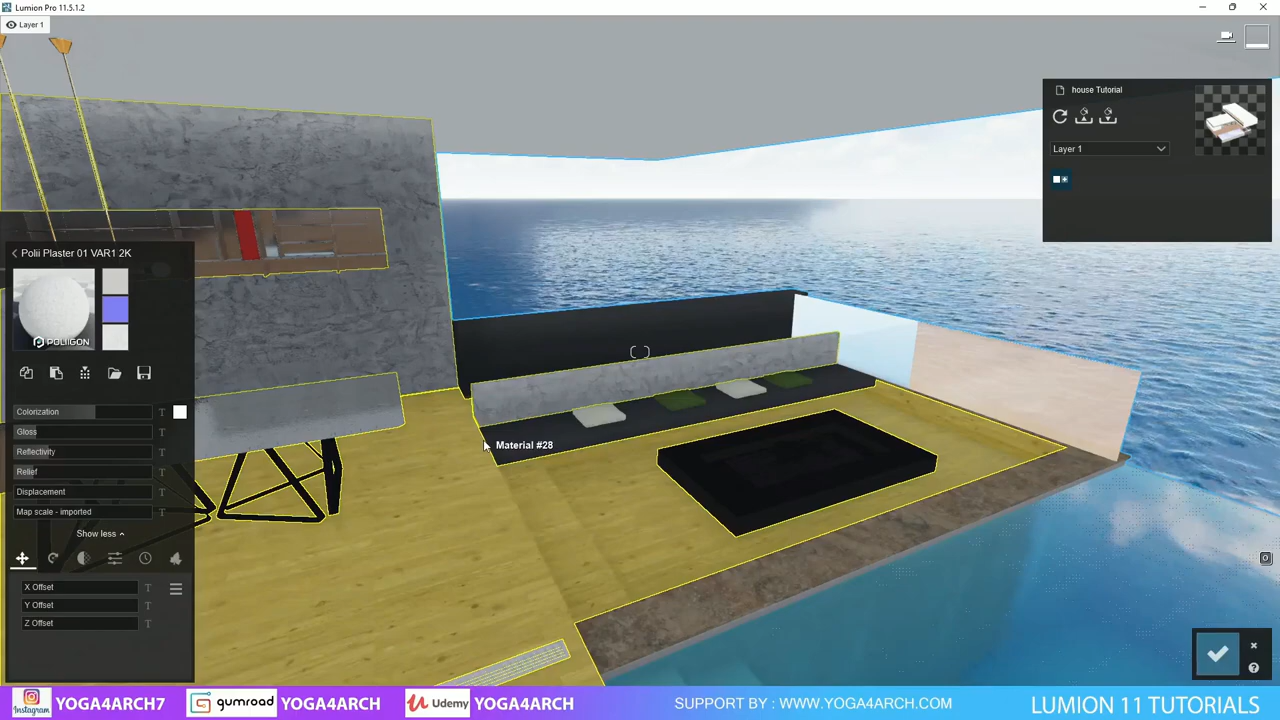 Lumion Pro 11.5.1.2
Layer 1
house Tutorial
Layer 1
Polii Plaster 01 VAR1 2K
POLIIGON
Colorization
T
Gloss
T
Reflectivity
T
Relief
T
Displacement
T
Map scale - imported
T
Show less
X Offset
T
Y Offset
T
Z Offset
T
Material #28
Instagram
YOGA4ARCH7
gumroad
YOGA4ARCH
Udemy
YOGA4ARCH
SUPPORT BY : WWW.YOGA4ARCH.COM
LUMION 11 TUTORIALS